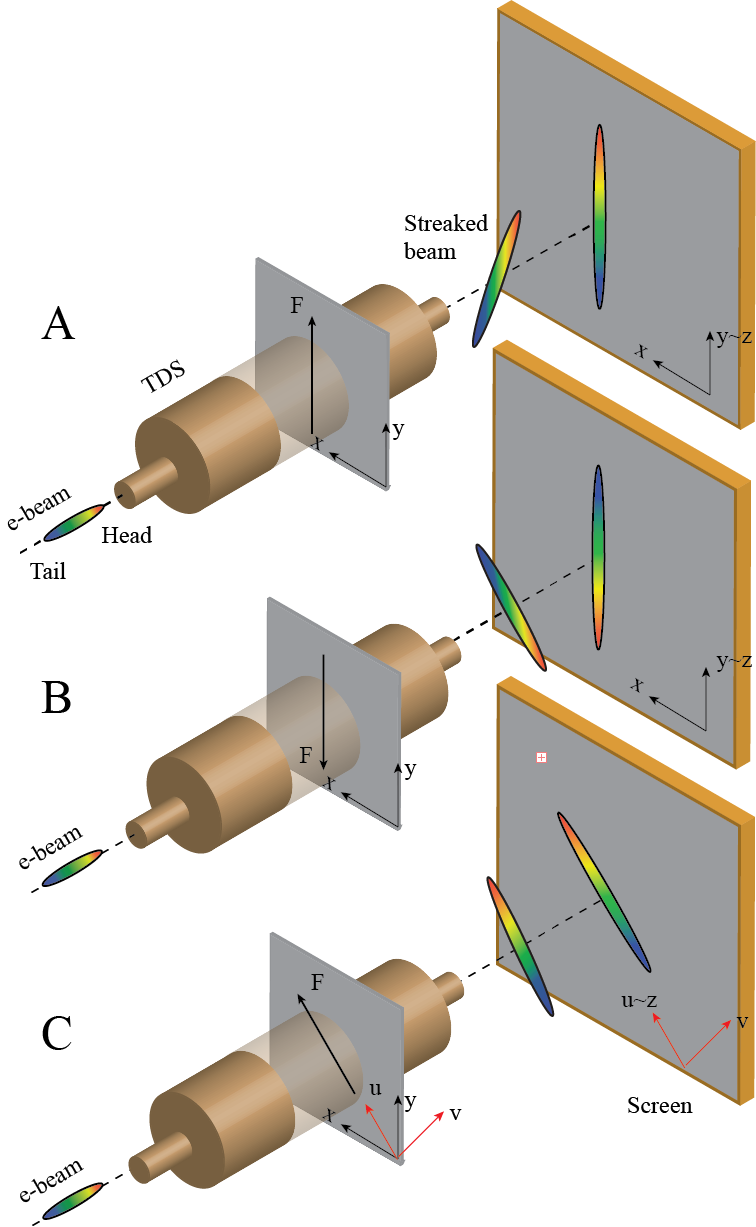 Streaked
beam
A
F
TDS
x
y~z
x
y
e-beam
Head
Tail
B
F
x
y
x
y~z
e-beam
C
F
u
x
y
v
u~z
v
Screen
e-beam